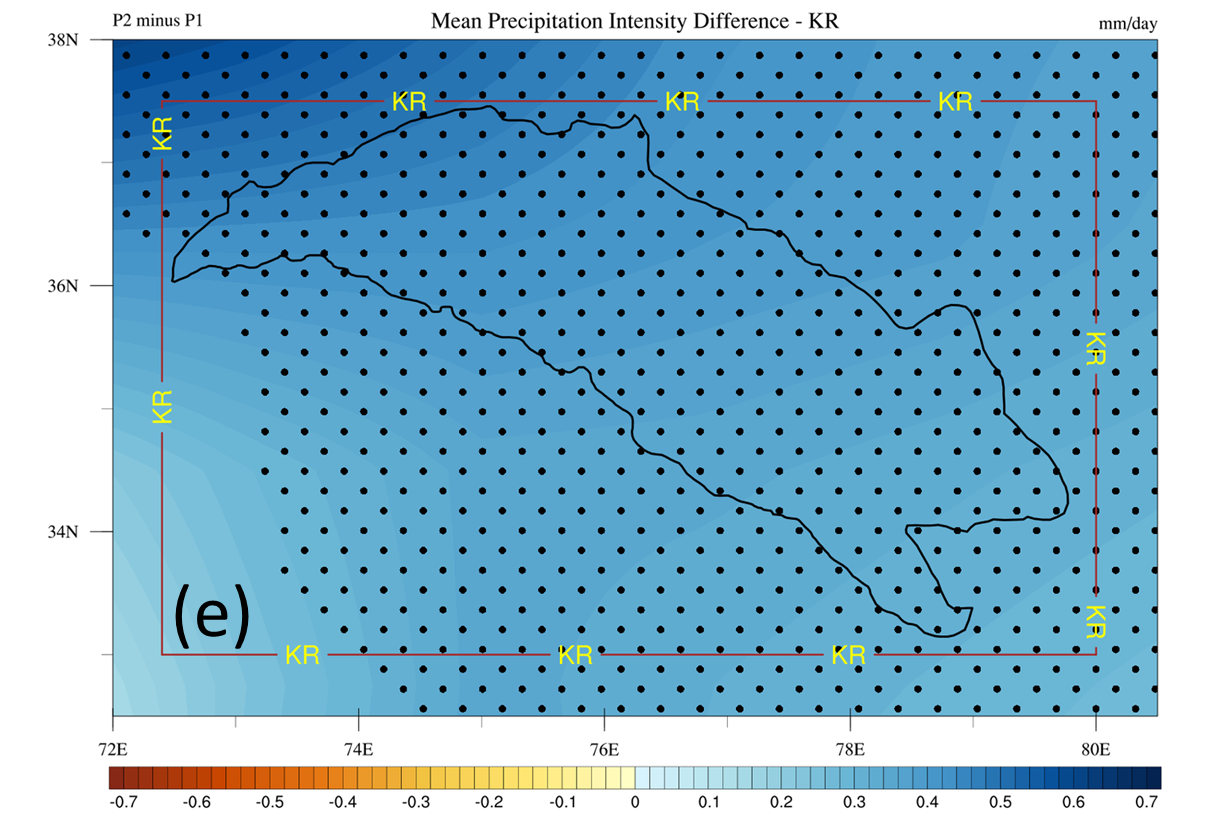 P2 minus P1 Mean Precipitation Intensity Difference - KR mm/day
38N
KR KR KR
KR
36N
KR
KR
34N
(e)
KR
KR KR KR
72E 74E 76E 78E 80E
-0.7 -0.6 -0.5 -0.4 -0.3 -0.2 -0.1 0 0.1 0.2 0.3 0.4 0.5 0.6 0.7